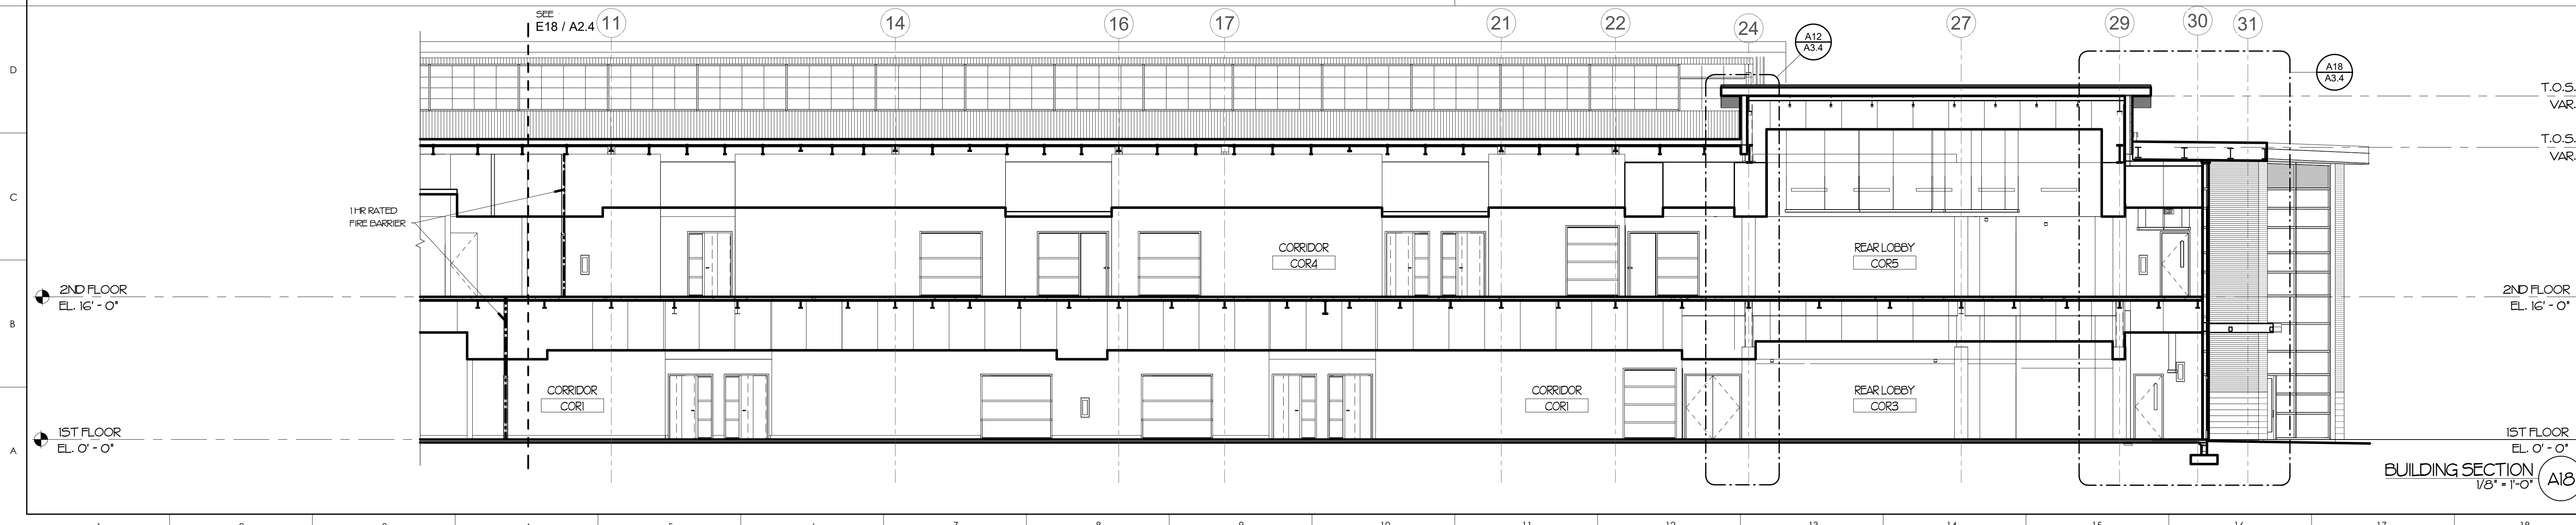 SEE
E18 / A2.4
11
14
16
17
21
22
24
A12
A3.4
27
29
30
31
A18
A3.4
D
T.O.S.
VAR.
T.O.S.
VAR.
C
1 HR RATED
FIRE BARRIER
CORRIDOR
COR4
REAR LOBBY
COR5
2ND FLOOR
EL. 16' - 0"
2ND FLOOR
EL. 16' - 0"
B
CORRIDOR
COR1
CORRIDOR
COR1
REAR LOBBY
COR3
1ST FLOOR
EL. 0' - 0"
1ST FLOOR
EL. 0' - 0"
A
BUILDING SECTION
1/8" = 1'-0"
A18